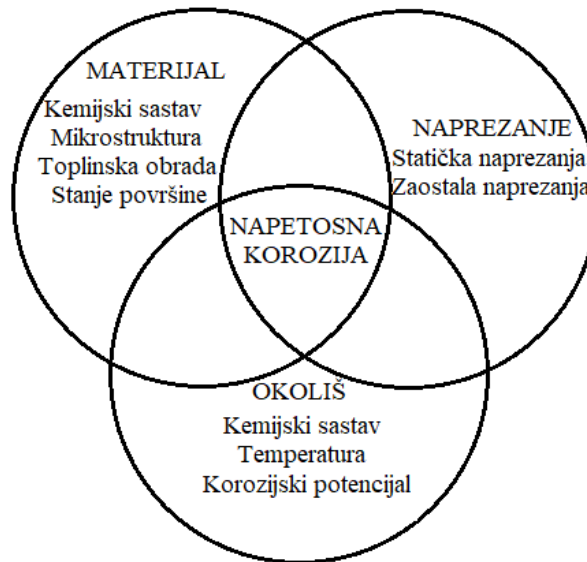 MATERIJAL
Kemijski sastav
Mikrostruktura
Toplinska obrada
Stanje površine
NAPREZANJE
Statička naprezanja
Zaostala naprezanja
NAPETOSNA
KOROZIJA
OKOLIŠ
Kemijski sastav
Temperatura
Korozijski potencijal